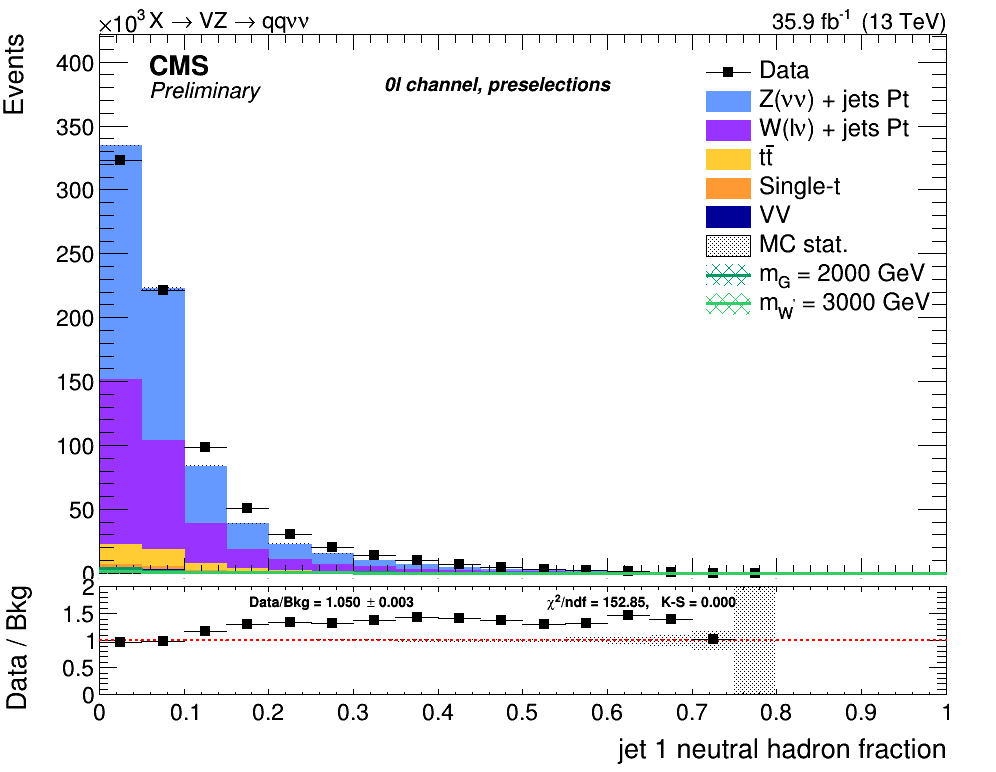 ×10³ X → VZ → qqνν 35.9 fb⁻¹ (13 TeV)
Events
CMS
Preliminary
0l channel, preselections
Data
Z(νν) + jets Pt
W(lν) + jets Pt
tt̄
Single-t
VV
MC stat.
m_G = 2000 GeV
m_W' = 3000 GeV
400
350
300
250
200
150
100
50
0
Data / Bkg
Data/Bkg = 1.050 ± 0.003 χ²/ndf = 152.85, K-S = 0.000
2
1.5
1
0.5
0
0 0.1 0.2 0.3 0.4 0.5 0.6 0.7 0.8 0.9 1
jet 1 neutral hadron fraction